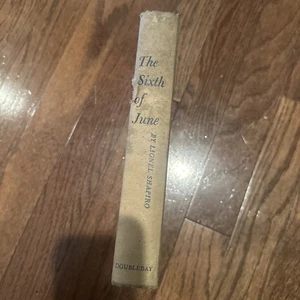 The
Sixth
of
June
BY LIONEL SHAPIRO
DOUBLEDAY